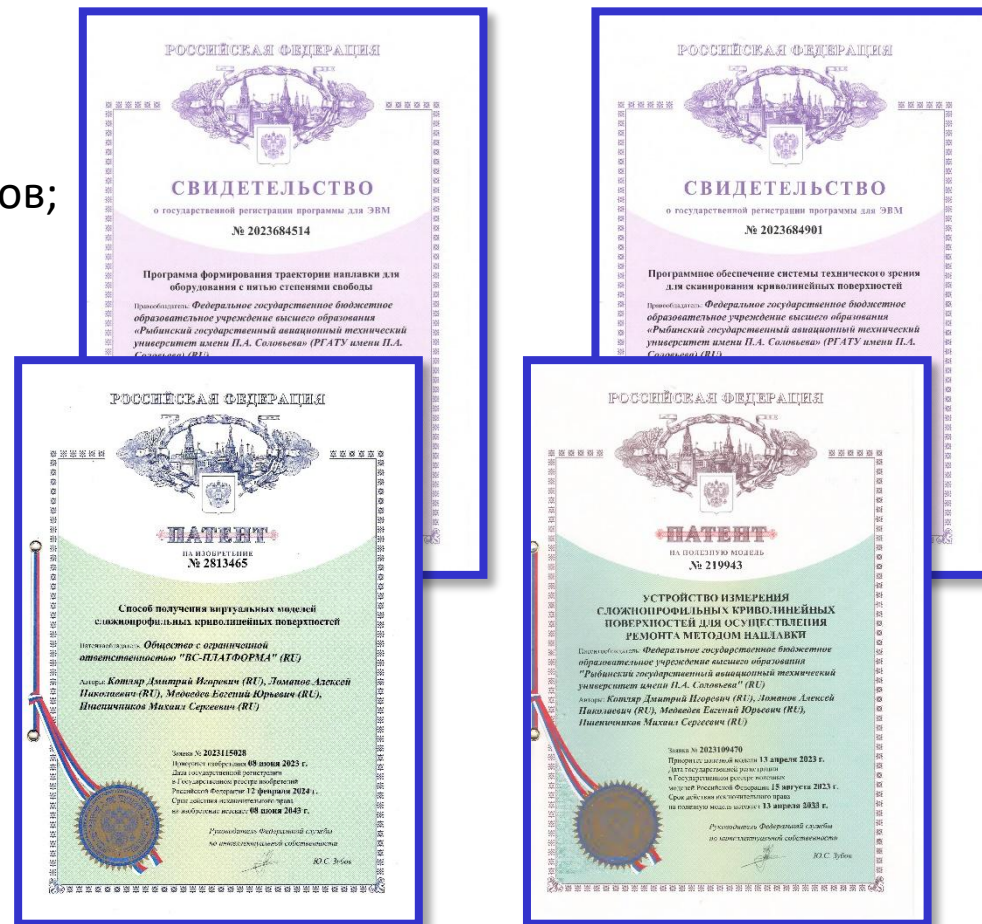 ов;
РОССИЙСКАЯ ФЕДЕРАЦИЯ
СВИДЕТЕЛЬСТВО
о государственной регистрации программы для ЭВМ
№ 2023684514
Программа формирования траектории наплавки для
оборудования с пятью степенями свободы
Правообладатель: Федеральное государственное бюджетное
образовательное учреждение высшего образования
«Рыбинский государственный авиационный технический
университет имени П.А. Соловьева» (РГАТУ имени П.А.
Соловьева) (RU)
РОССИЙСКАЯ ФЕДЕРАЦИЯ
СВИДЕТЕЛЬСТВО
о государственной регистрации программы для ЭВМ
№ 2023684901
Программное обеспечение системы технического зрения
для сканирования криволинейных поверхностей
Правообладатель: Федеральное государственное бюджетное
образовательное учреждение высшего образования
«Рыбинский государственный авиационный технический
университет имени П.А. Соловьева» (РГАТУ имени П.А.
Соловьева) (RU)
РОССИЙСКАЯ ФЕДЕРАЦИЯ
ПАТЕНТ
НА ИЗОБРЕТЕНИЕ
№ 2813465
Способ получения виртуальных моделей
сложнопрофильных криволинейных поверхностей
Патентообладатель: Общество с ограниченной
ответственностью "ВС-ПЛАТФОРМА" (RU)
Авторы: Котляр Дмитрий Игоревич (RU), Ломанов Алексей
Николаевич (RU), Медведев Евгений Юрьевич (RU),
Пшеничников Михаил Сергеевич (RU)
Заявка № 2023115028
Приоритет изобретения 08 июня 2023 г.
Дата государственной регистрации
в Государственном реестре изобретений
Российской Федерации 12 февраля 2024 г.
Срок действия исключительного права
на изобретение истекает 08 июня 2043 г.
Руководитель Федеральной службы
по интеллектуальной собственности
Ю.С. Зубов
РОССИЙСКАЯ ФЕДЕРАЦИЯ
ПАТЕНТ
НА ПОЛЕЗНУЮ МОДЕЛЬ
№ 219943
УСТРОЙСТВО ИЗМЕРЕНИЯ
СЛОЖНОПРОФИЛЬНЫХ КРИВОЛИНЕЙНЫХ
ПОВЕРХНОСТЕЙ ДЛЯ ОСУЩЕСТВЛЕНИЯ
РЕМОНТА МЕТОДОМ НАПЛАВКИ
Патентообладатель: Федеральное государственное бюджетное
образовательное учреждение высшего образования
"Рыбинский государственный авиационный технический
университет имени П.А. Соловьева" (RU)
Авторы: Котляр Дмитрий Игоревич (RU), Ломанов Алексей
Николаевич (RU), Медведев Евгений Юрьевич (RU),
Пшеничников Михаил Сергеевич (RU)
Заявка № 2023109470
Приоритет полезной модели 13 апреля 2023 г.
Дата государственной регистрации
в Государственном реестре полезных
моделей Российской Федерации 15 августа 2023 г.
Срок действия исключительного права
на полезную модель истекает 13 апреля 2033 г.
Руководитель Федеральной службы
по интеллектуальной собственности
Ю.С. Зубов